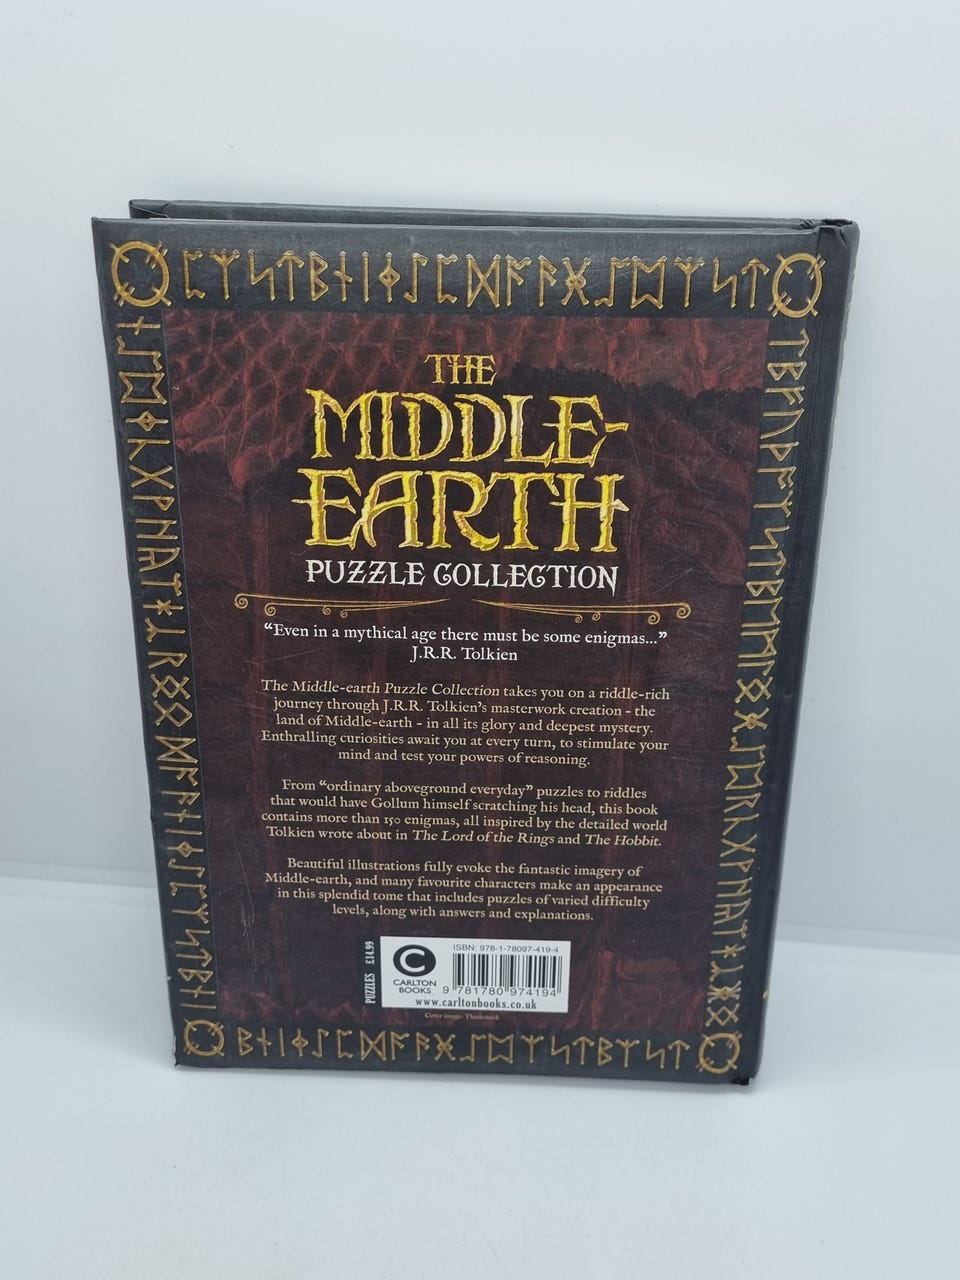 THE
MIDDLE-
EARTH
PUZZLE COLLECTION
“Even in a mythical age there must be some enigmas...”
J.R.R. Tolkien
The Middle-earth Puzzle Collection takes you on a riddle-rich
journey through J.R.R. Tolkien's masterwork creation - the
land of Middle-earth - in all its glory and deepest mystery.
Enthralling curiosities await you at every turn, to stimulate your
mind and test your powers of reasoning.
From “ordinary aboveground everyday” puzzles to riddles
that would have Gollum himself scratching his head, this book
contains more than 150 enigmas, all inspired by the detailed world
Tolkien wrote about in The Lord of the Rings and The Hobbit.
Beautiful illustrations fully evoke the fantastic imagery of
Middle-earth, and many favourite characters make an appearance
in this splendid tome that includes puzzles of varied difficulty
levels, along with answers and explanations.
PUZZLES £14.99
C
CARLTON
BOOKS
ISBN: 978-1-78097-419-4
9 781780 974194
www.carltonbooks.co.uk
Cover image: Thinkstock